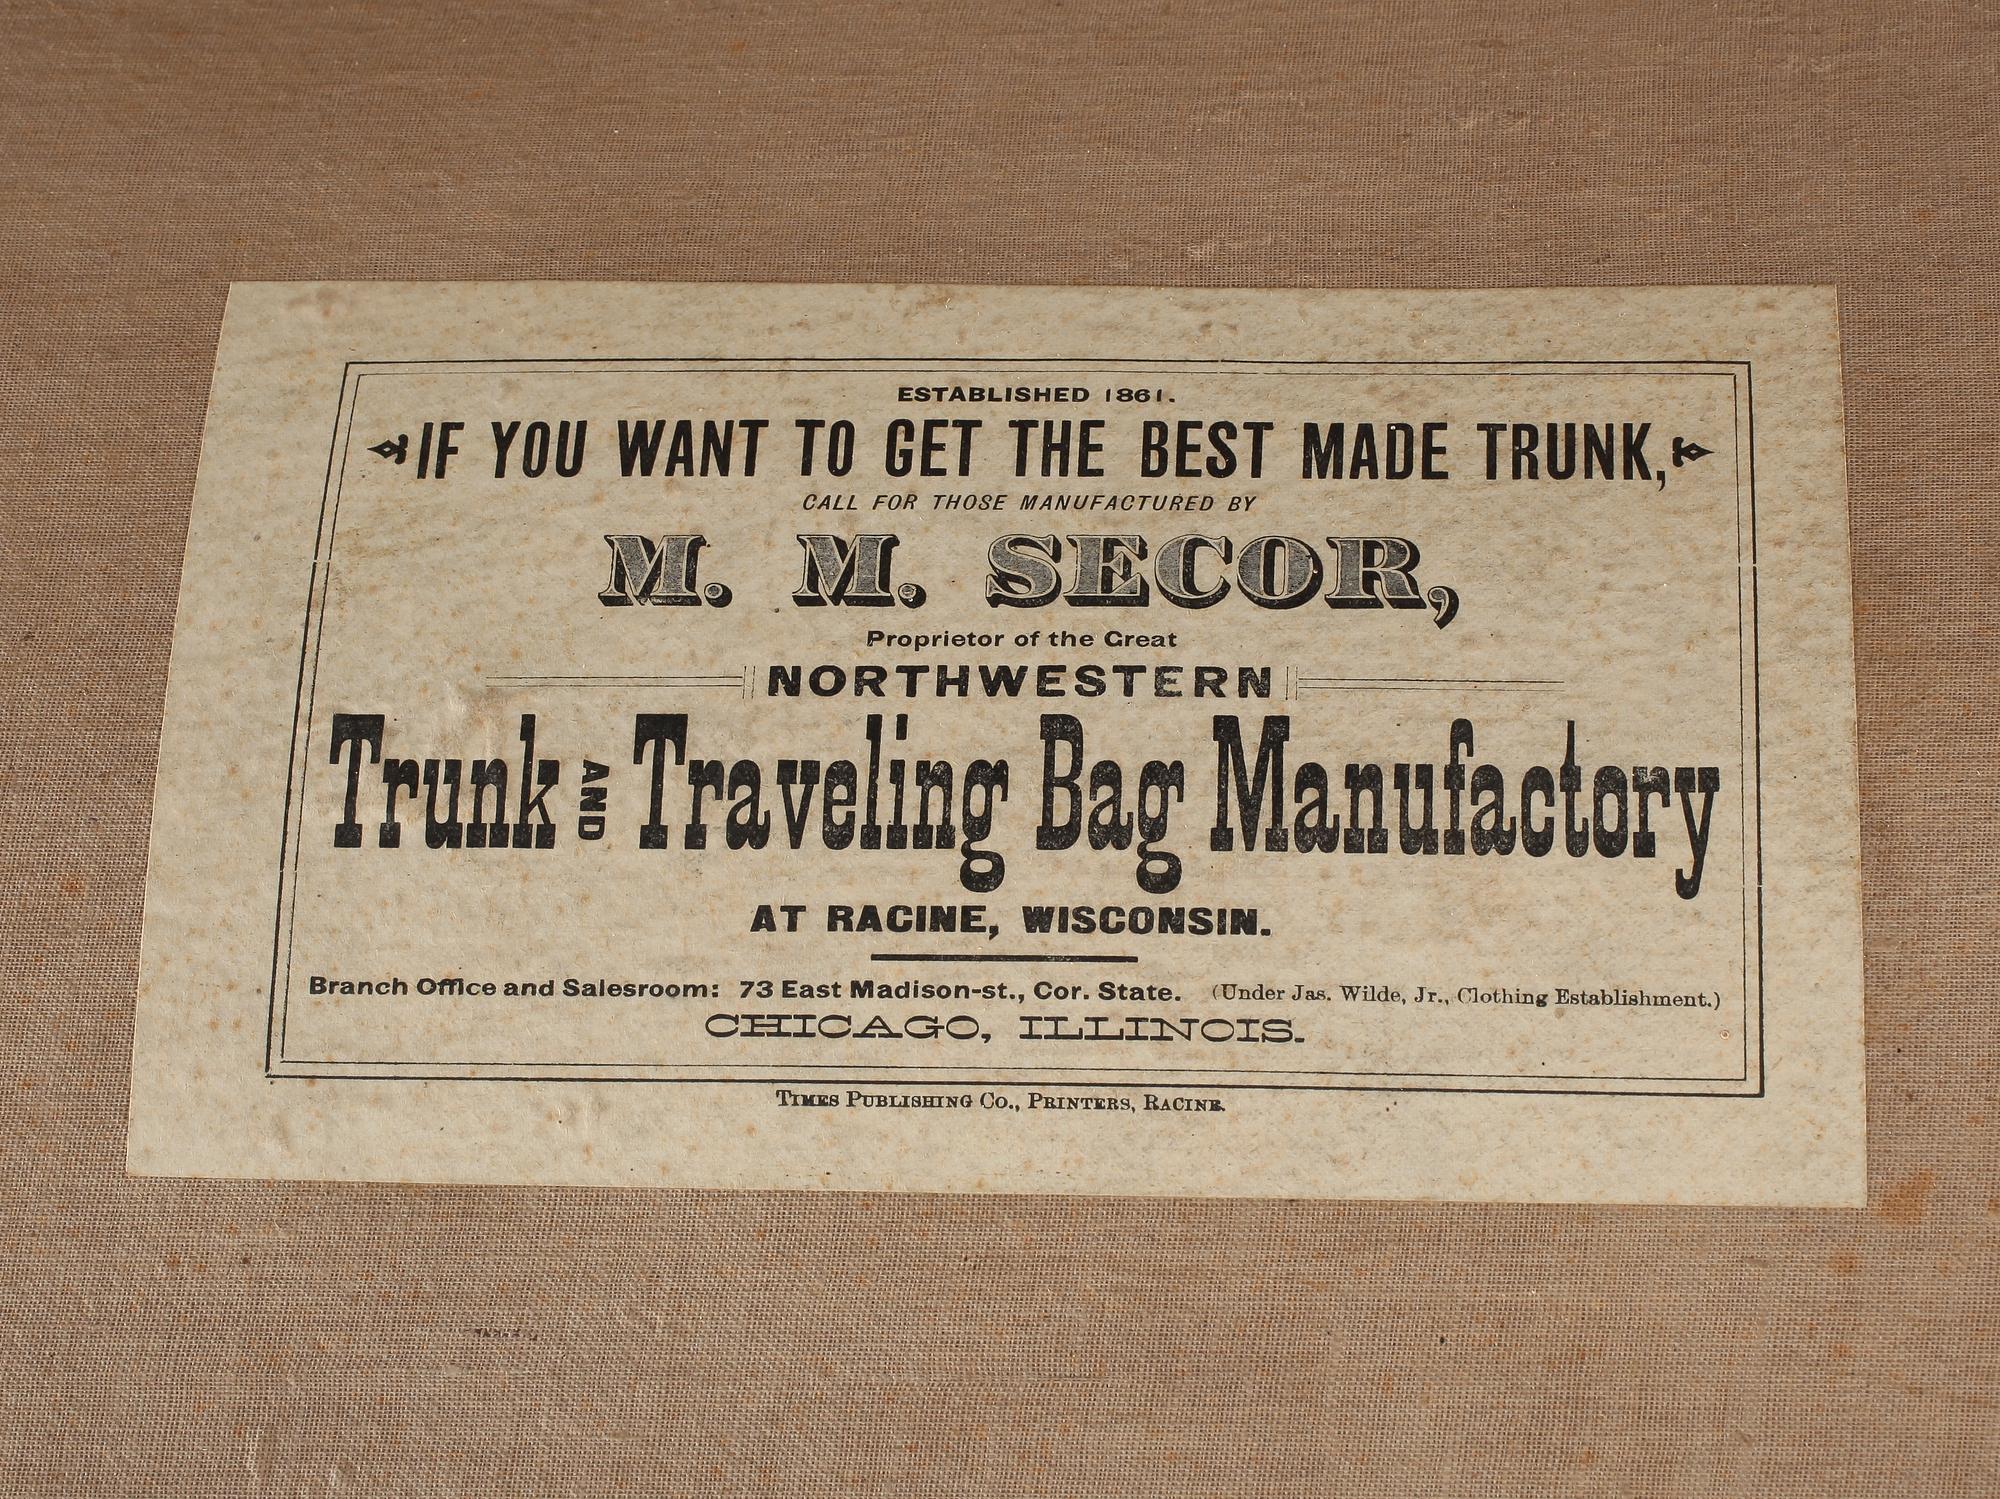 ESTABLISHED 1861.
IF YOU WANT TO GET THE BEST MADE TRUNK,
CALL FOR THOSE MANUFACTURED BY
M. M. SECOR,
Proprietor of the Great
NORTHWESTERN
Trunk AND Traveling Bag Manufactory
AT RACINE, WISCONSIN.
Branch Office and Salesroom: 73 East Madison-st., Cor. State. (Under Jas. Wilde, Jr., Clothing Establishment.)
CHICAGO, ILLINOIS.
TIMES PUBLISHING CO., PRINTERS, RACINE.